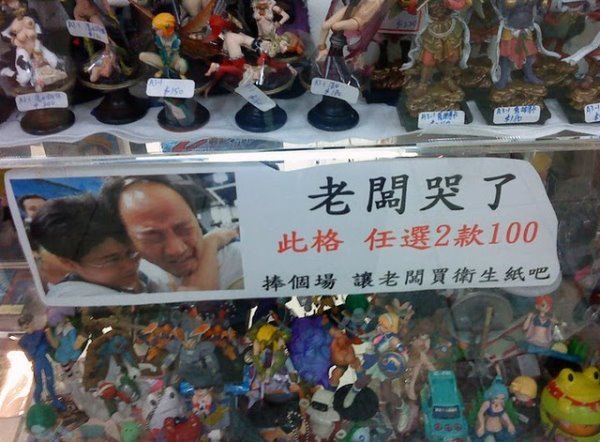 $150
老闆哭了
此格 任選2款100
捧個場 讓老闆買衛生紙吧